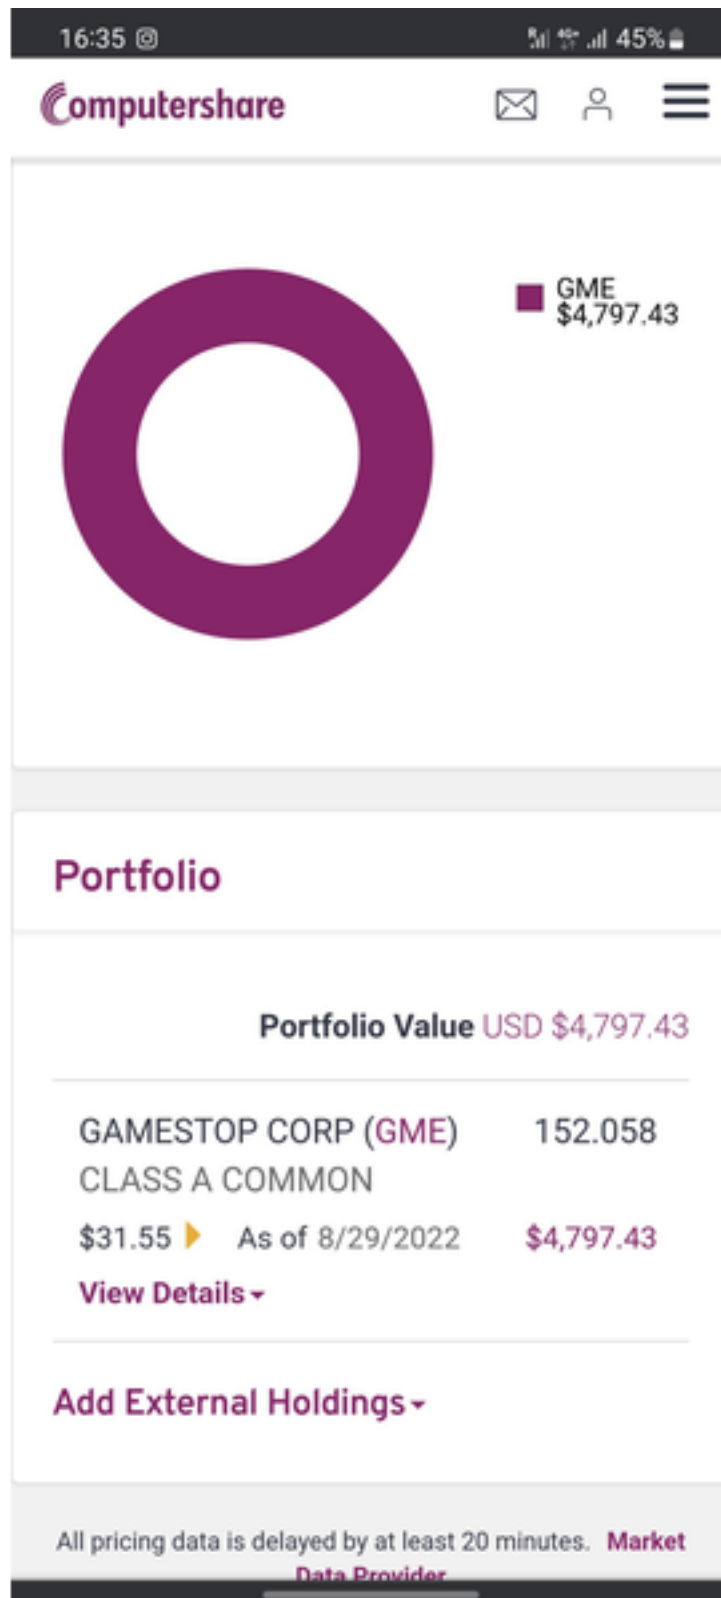 16:35 45%
Computershare
GME
$4,797.43
Portfolio
Portfolio Value USD $4,797.43
GAMESTOP CORP (GME) 152.058
CLASS A COMMON
$31.55 As of 8/29/2022 $4,797.43
View Details
Add External Holdings
All pricing data is delayed by at least 20 minutes. Market
Data Provider